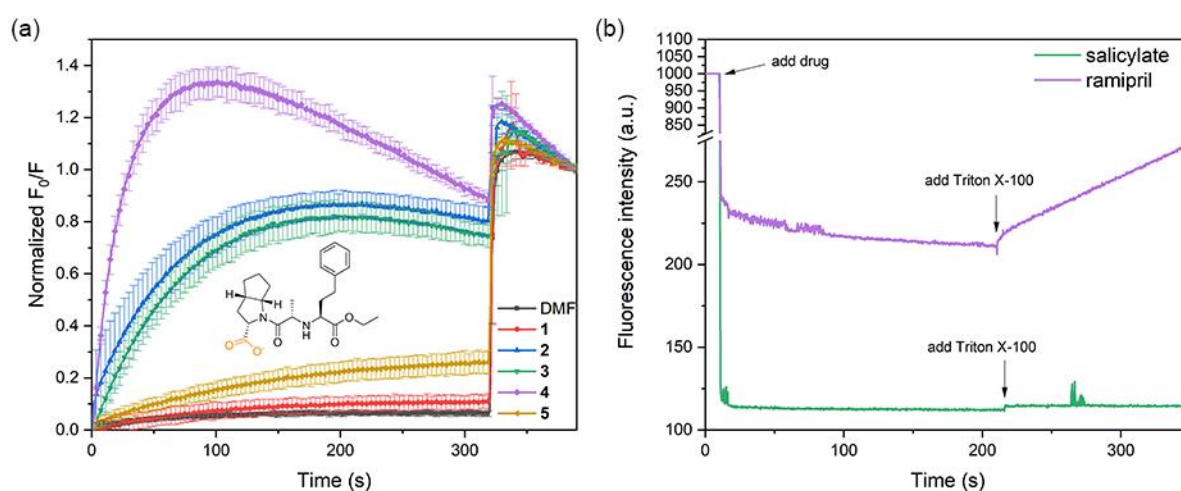 (a)
Normalized F₀/F
1.4
1.2
1.0
0.8
0.6
0.4
0.2
0.0
0
100
200
300
Time (s)
H
H
N
O
O
O⁻
N
H
O
O
DMF
1
2
3
4
5
(b)
Fluorescence intensity (a.u.)
1100
1050
1000
950
900
850
250
200
150
100
0
100
200
300
Time (s)
add drug
salicylate
ramipril
add Triton X-100
add Triton X-100